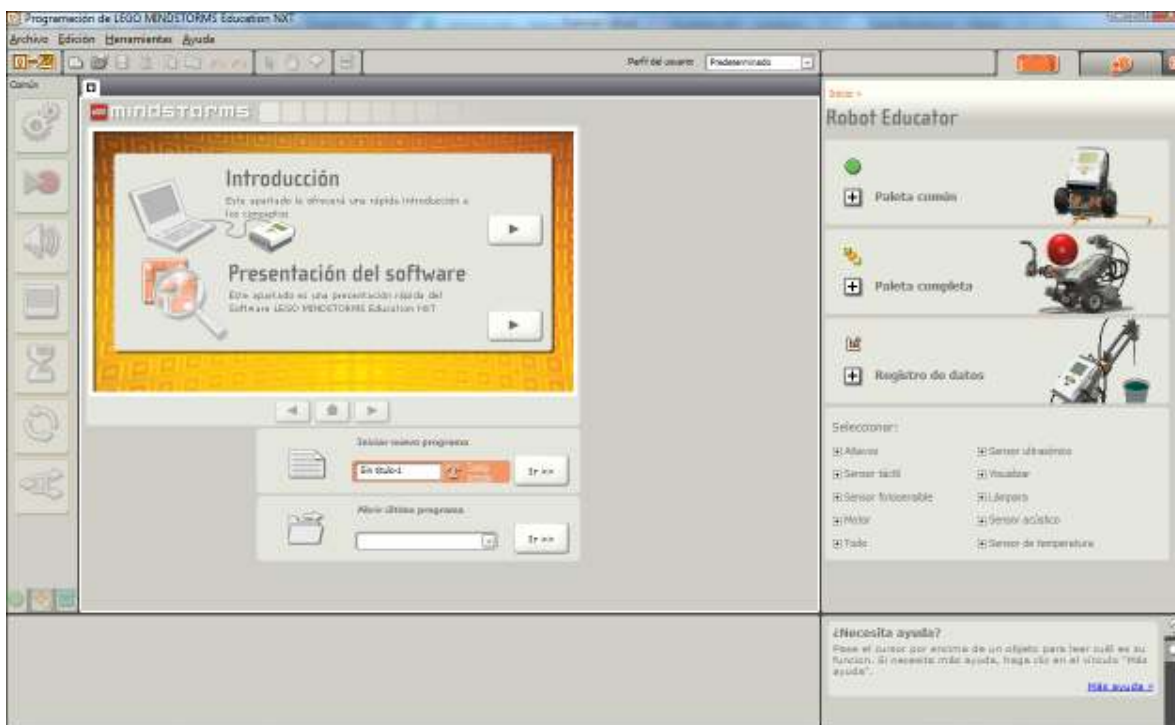 Programación de LEGO MINDSTORMS Education NXT
Archivo Edición Herramientas Ayuda
Perfil del usuario: Predeterminado
Común
mindstorms
Introducción
Este apartado le ofrecerá una rápida introducción a
los conceptos
Presentación del software
Este apartado es una presentación rápida del
Software LEGO MINDSTORMS Education NXT
Iniciar nuevo programa
Sin título-1
Ir >>
Abrir último programa
Ir >>
Inicio >
Robot Educator
Paleta común
Paleta completa
Registro de datos
Seleccionar:
Altavoz
Sensor ultrasónico
Sensor táctil
Visualizar
Sensor fotosensible
Lámpara
Motor
Sensor acústico
Todo
Sensor de temperatura
¿Necesita ayuda?
Pase el cursor por encima de un objeto para leer cuál es su
funcion. Si necesita más ayuda, haga clic en el vínculo "Más
ayuda".
Más ayuda »